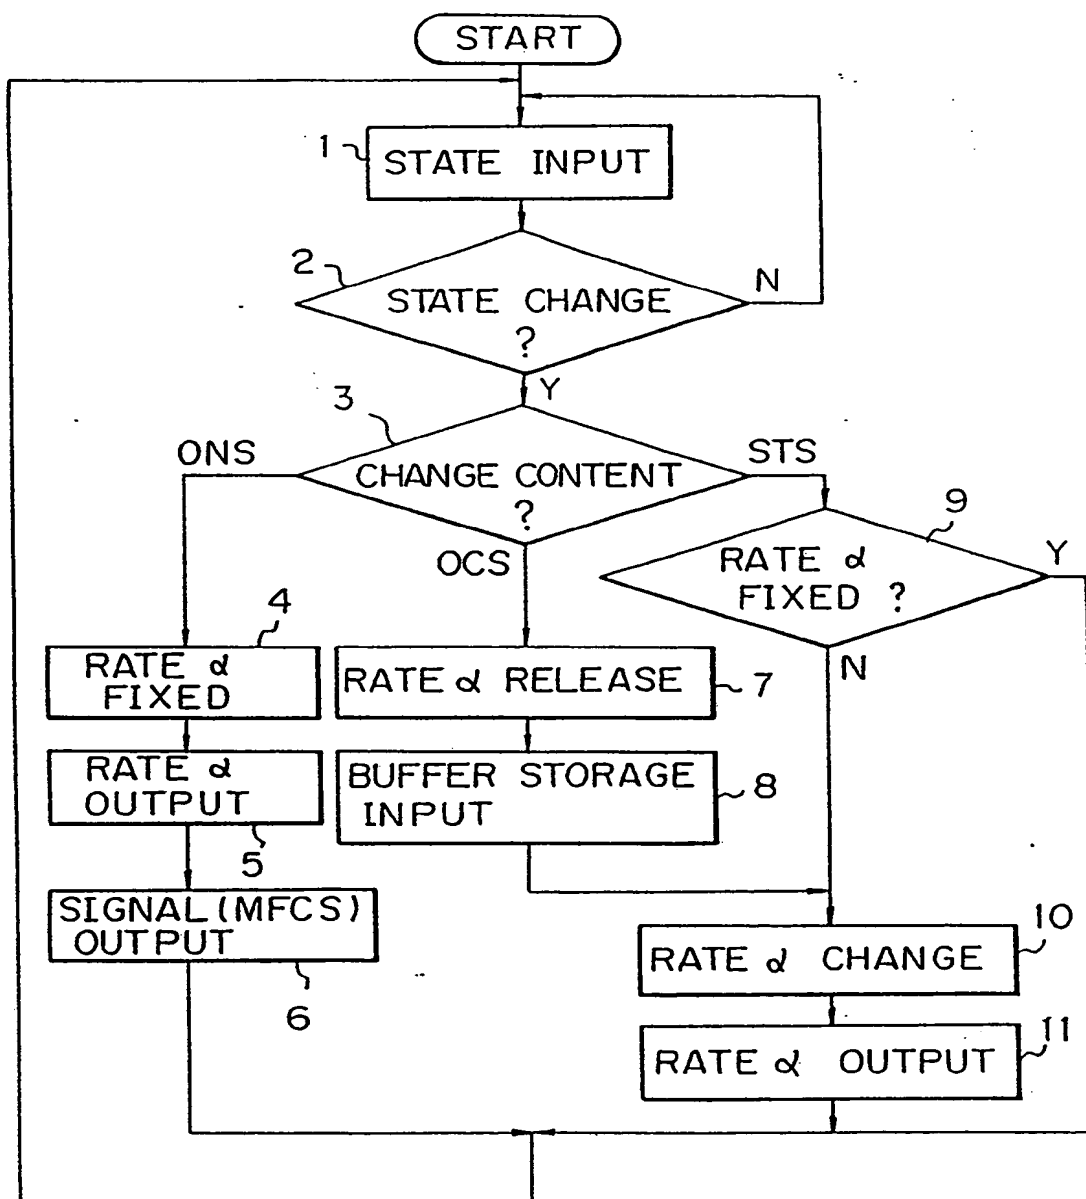 START
1
STATE INPUT
2
STATE CHANGE
?
N
Y
3
ONS
CHANGE CONTENT
?
STS
OCS
9
RATE α
FIXED ?
Y
N
4
RATE α
FIXED
RATE α RELEASE
7
RATE α
OUTPUT
5
BUFFER STORAGE
INPUT
8
SIGNAL (MFCS)
OUTPUT
6
10
RATE α CHANGE
11
RATE α OUTPUT